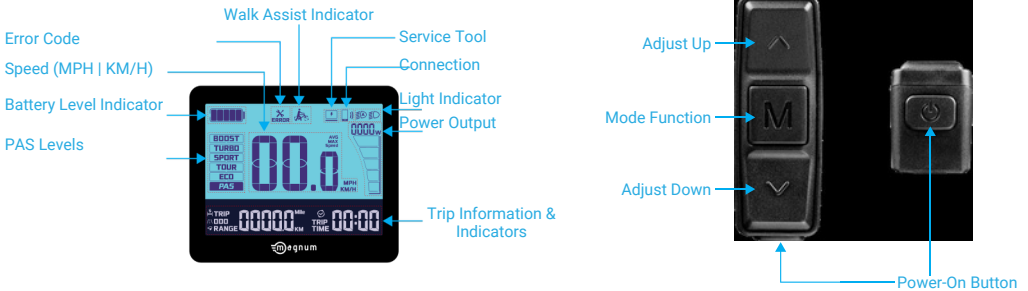 Walk Assist Indicator
Error Code
Service Tool
Speed (MPH | KM/H)
Connection
Adjust Up
Battery Level Indicator
Light Indicator
Power Output
ERROR
0000w
Mode Function
M
PAS Levels
BOOST
TURBO
SPORT
TOUR
ECO
PAS
00.0
AVG
MAX
Speed
MPH
KM/H
Adjust Down
TRIP
ODO
RANGE
00000
Mile
KM
TRIP
TIME
00:00
Trip Information &
Indicators
magnum
Power-On Button